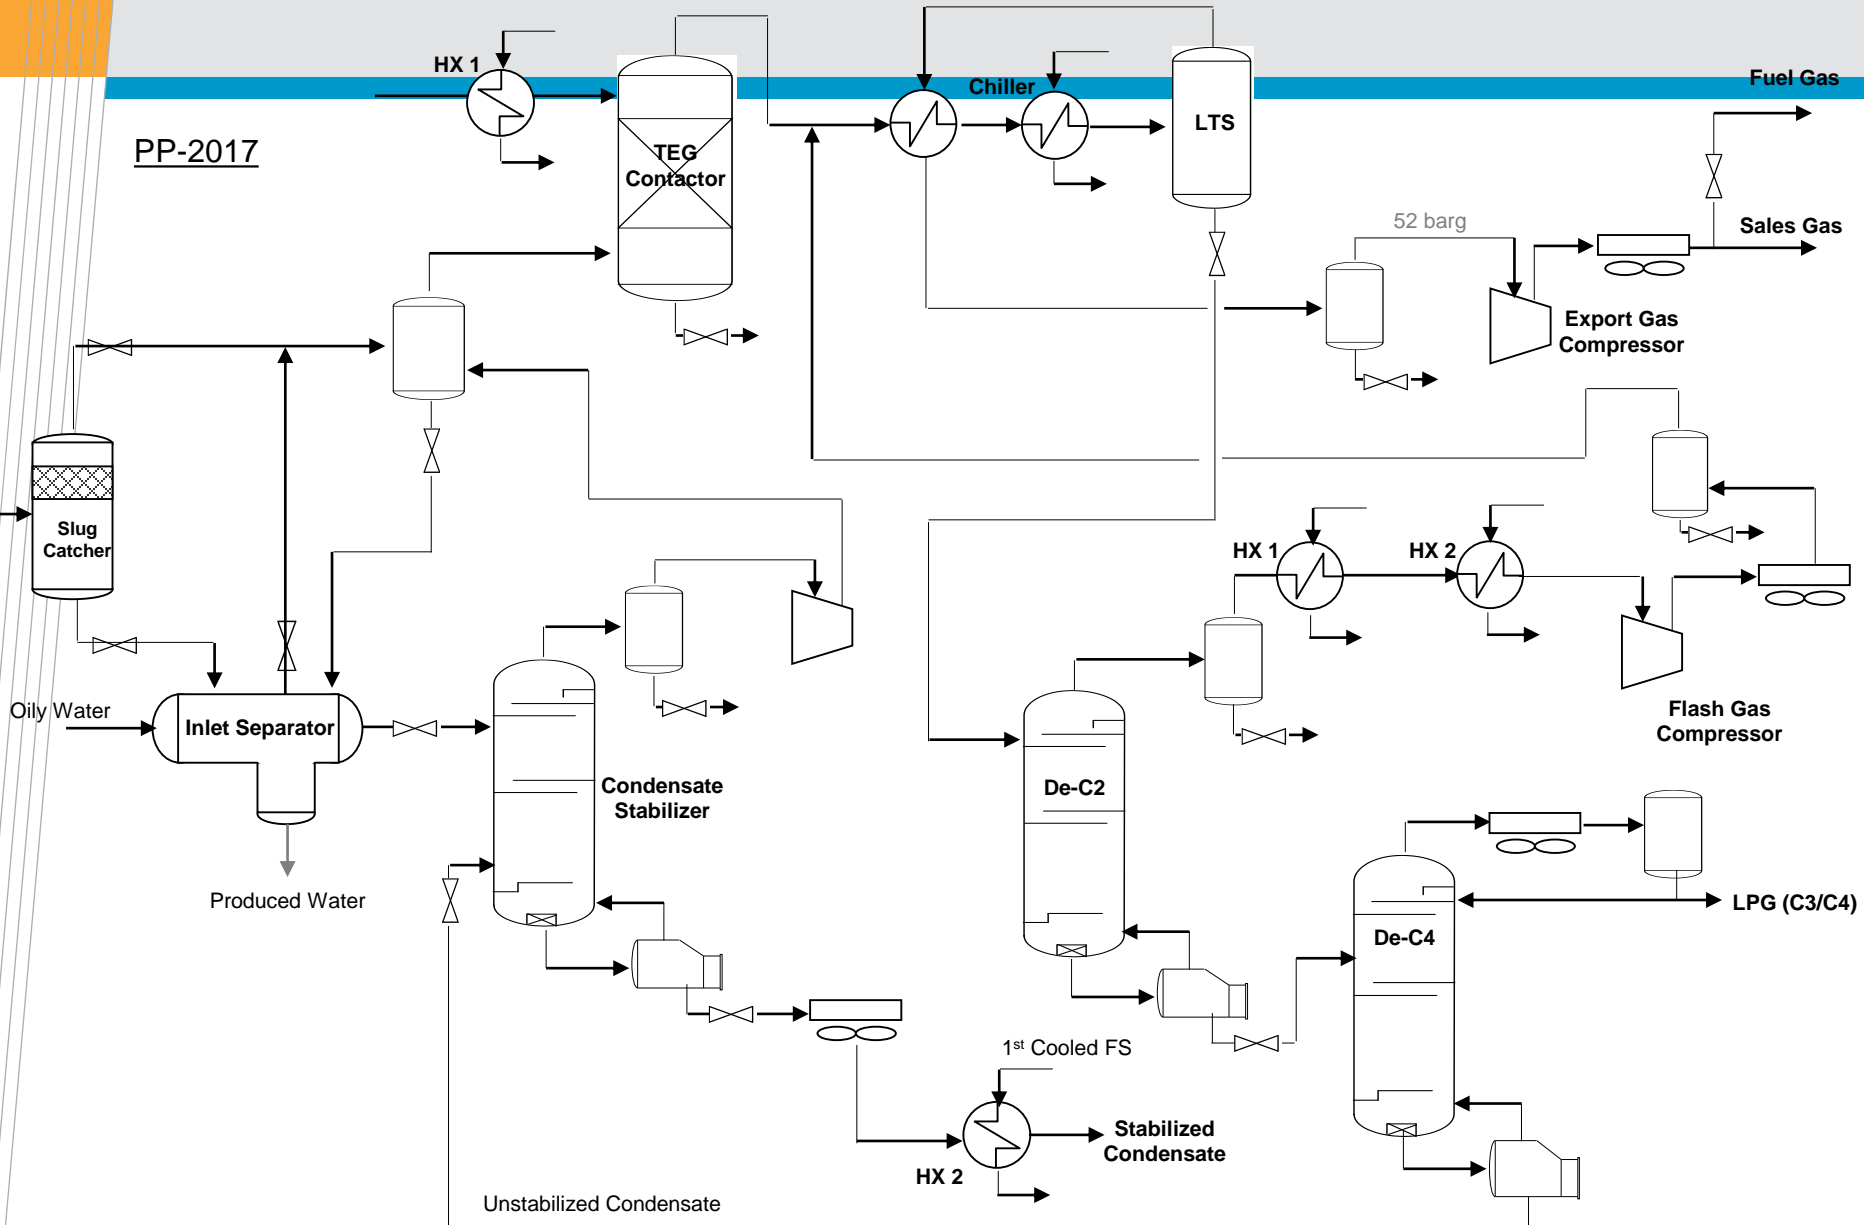 HX 1
Chiller
Fuel Gas
PP-2017
TEG
Contactor
LTS
52 barg
Sales Gas
Export Gas
Compressor
Slug
Catcher
HX 1
HX 2
Oily Water
Inlet Separator
Flash Gas
Compressor
Condensate
Stabilizer
De-C2
Produced Water
LPG (C3/C4)
De-C4
1st Cooled FS
Stabilized
Condensate
HX 2
Unstabilized Condensate